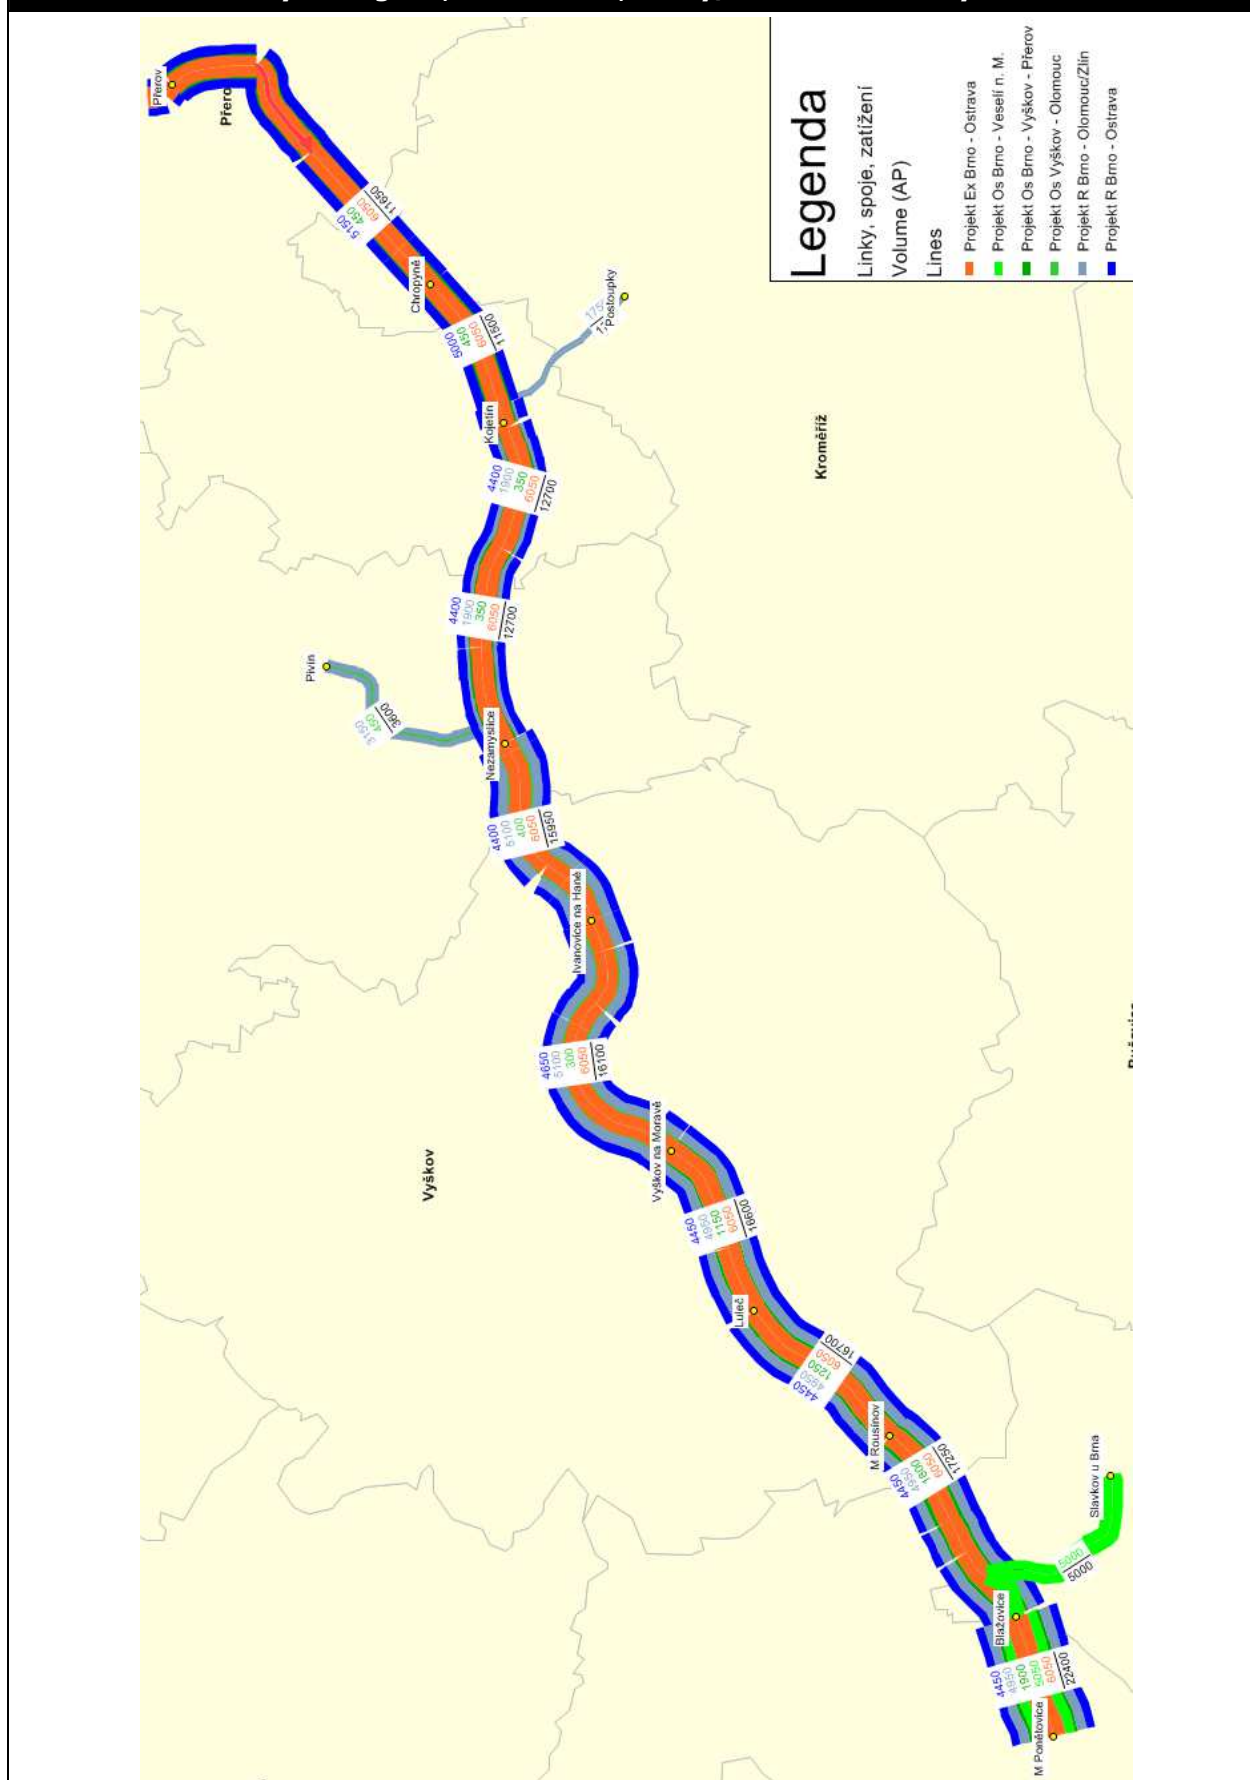 Přerov
Přero
5150
450
6050
11650
Chropyně
5000
450
6050
11500
Postoupky
Kojetín
4400
1900
350
6050
12700
Kroměříž
4400
1900
350
6050
12700
Pivín
3150
450
3600
Nezamyslice
4400
5100
400
6050
15950
Ivanovice na Hané
4650
5100
300
6050
16100
Vyškov
Vyškov na Moravě
4450
4950
1150
6050
16600
Luleč
4450
4950
1250
6050
16700
M Rousínov
4450
4950
1800
6050
17250
Slavkov u Brna
5000
5000
Blažovice
4450
4950
1900
5050
6050
22400
M Ponětovice
Legenda
Linky, spoje, zatížení
Volume (AP)
Lines
Projekt Ex Brno - Ostrava
Projekt Os Brno - Veselí n. M.
Projekt Os Brno - Vyškov - Přerov
Projekt Os Vyškov - Olomouc
Projekt R Brno - Olomouc/Zlín
Projekt R Brno - Ostrava